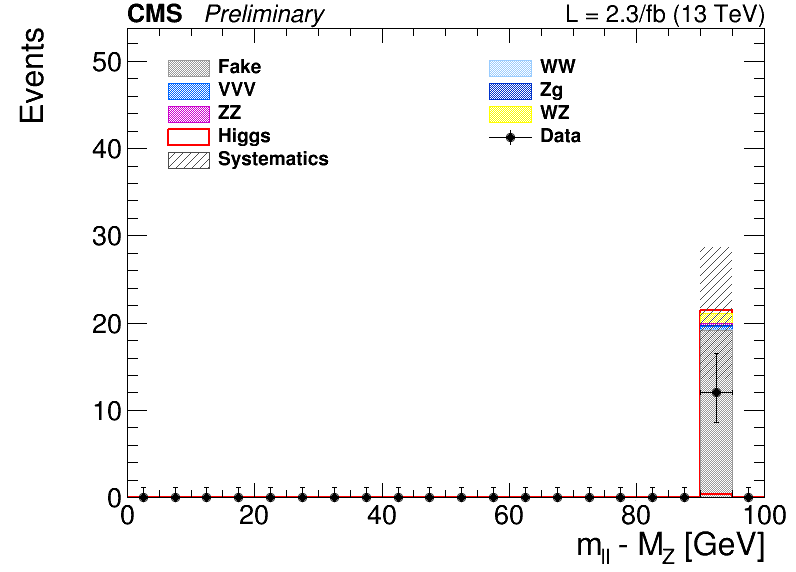 CMS Preliminary L = 2.3/fb (13 TeV)
Events
50
40
30
20
10
0
Fake
VVV
ZZ
Higgs
Systematics
WW
Zg
WZ
Data
0 20 40 60 80 100
m_ll - M_Z [GeV]